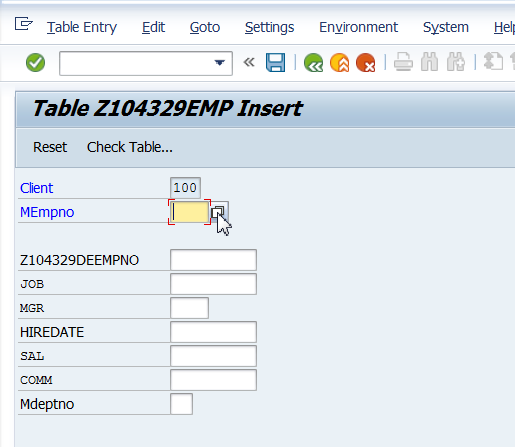 Table Entry Edit Goto Settings Environment System Help
Table Z104329EMP Insert
Reset Check Table...
Client 100
MEmpno
Z104329DEEMPNO
JOB
MGR
HIREDATE
SAL
COMM
Mdeptno